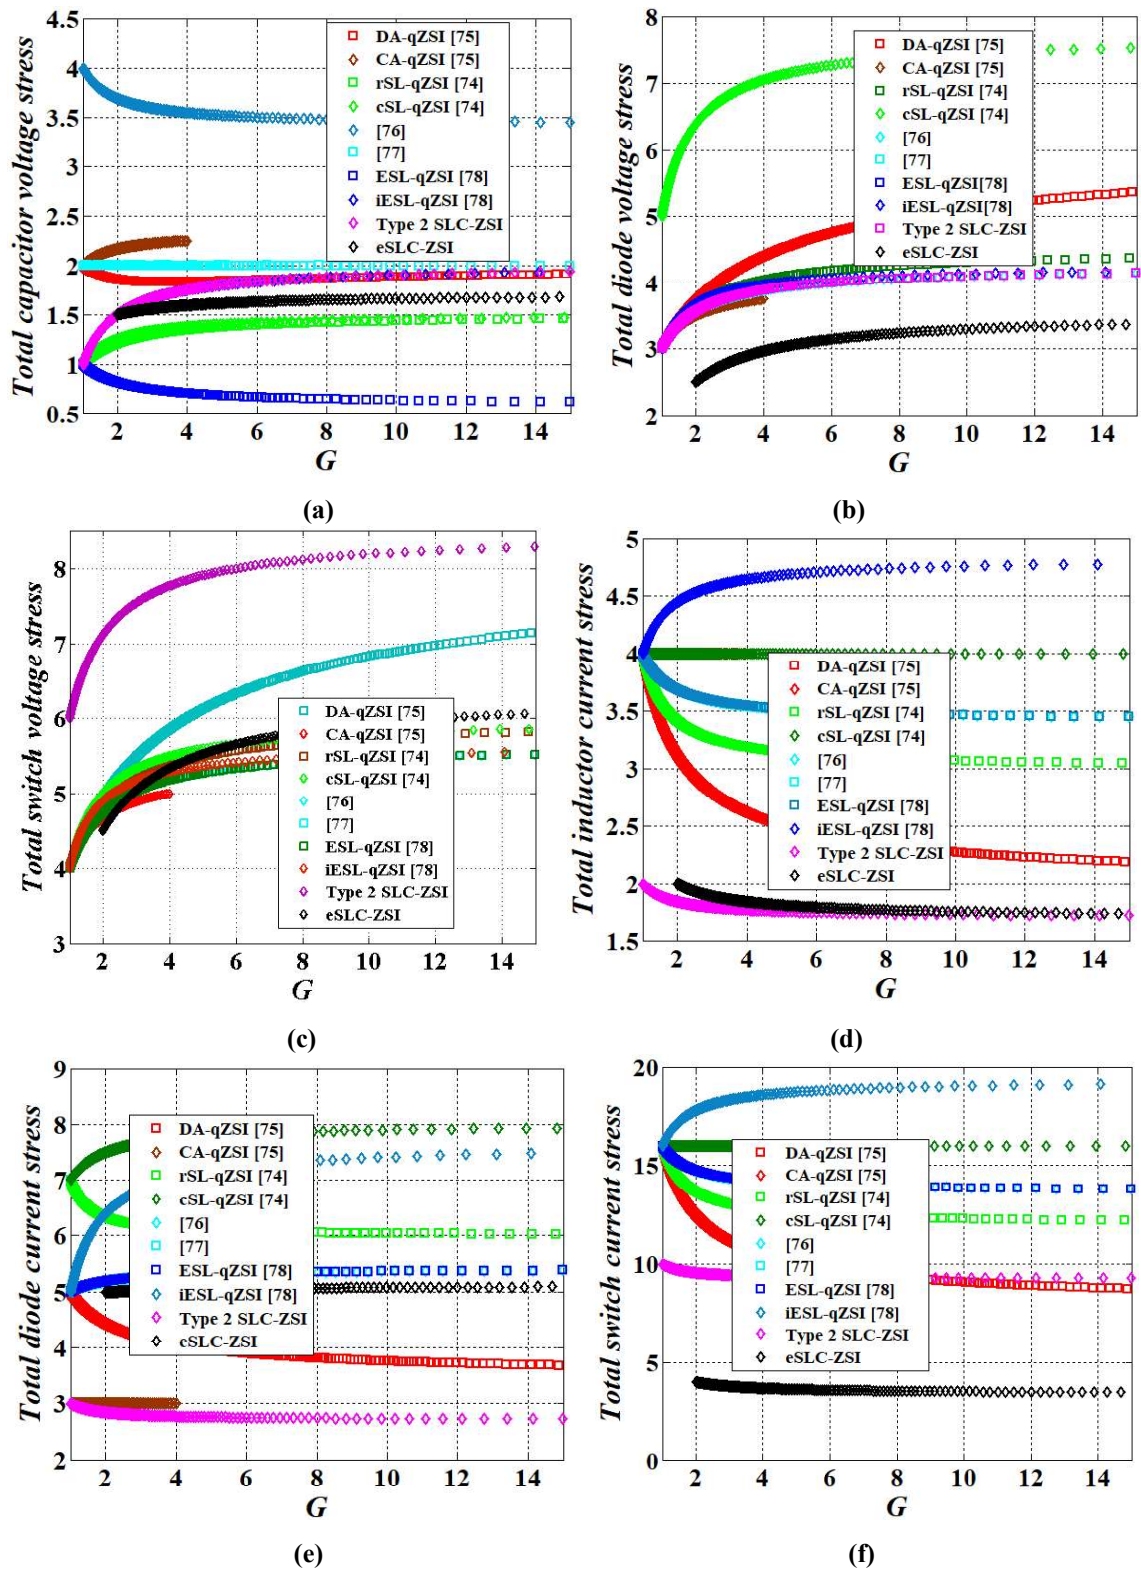 Total capacitor voltage stress
4.5
4
3.5
3
2.5
2
1.5
1
0.5
2 4 6 8 10 12 14
G
DA-qZSI [75]
CA-qZSI [75]
rSL-qZSI [74]
cSL-qZSI [74]
[76]
[77]
ESL-qZSI [78]
iESL-qZSI [78]
Type 2 SLC-ZSI
eSLC-ZSI
(a)
Total diode voltage stress
8
7
6
5
4
3
2
2 4 6 8 10 12 14
G
DA-qZSI [75]
CA-qZSI [75]
rSL-qZSI [74]
cSL-qZSI [74]
[76]
[77]
ESL-qZSI [78]
iESL-qZSI[78]
Type 2 SLC-ZSI
eSLC-ZSI
(b)
Total switch voltage stress
8
7
6
5
4
3
2 4 6 8 10 12 14
G
DA-qZSI [75]
CA-qZSI [75]
rSL-qZSI [74]
cSL-qZSI [74]
[76]
[77]
ESL-qZSI [78]
iESL-qZSI [78]
Type 2 SLC-ZSI
eSLC-ZSI
(c)
Total inductor current stress
5
4.5
4
3.5
3
2.5
2
1.5
2 4 6 8 10 12 14
G
DA-qZSI [75]
CA-qZSI [75]
rSL-qZSI [74]
cSL-qZSI [74]
[76]
[77]
ESL-qZSI [78]
iESL-qZSI [78]
Type 2 SLC-ZSI
eSLC-ZSI
(d)
Total diode current stress
9
8
7
6
5
4
3
2
2 4 6 8 10 12 14
G
DA-qZSI [75]
CA-qZSI [75]
rSL-qZSI [74]
cSL-qZSI [74]
[76]
[77]
ESL-qZSI [78]
iESL-qZSI [78]
Type 2 SLC-ZSI
cSLC-ZSI
(e)
Total switch current stress
20
15
10
5
0
2 4 6 8 10 12 14
G
DA-qZSI [75]
CA-qZSI [75]
rSL-qZSI [74]
cSL-qZSI [74]
[76]
[77]
ESL-qZSI [78]
iESL-qZSI [78]
Type 2 SLC-ZSI
eSLC-ZSI
(f)